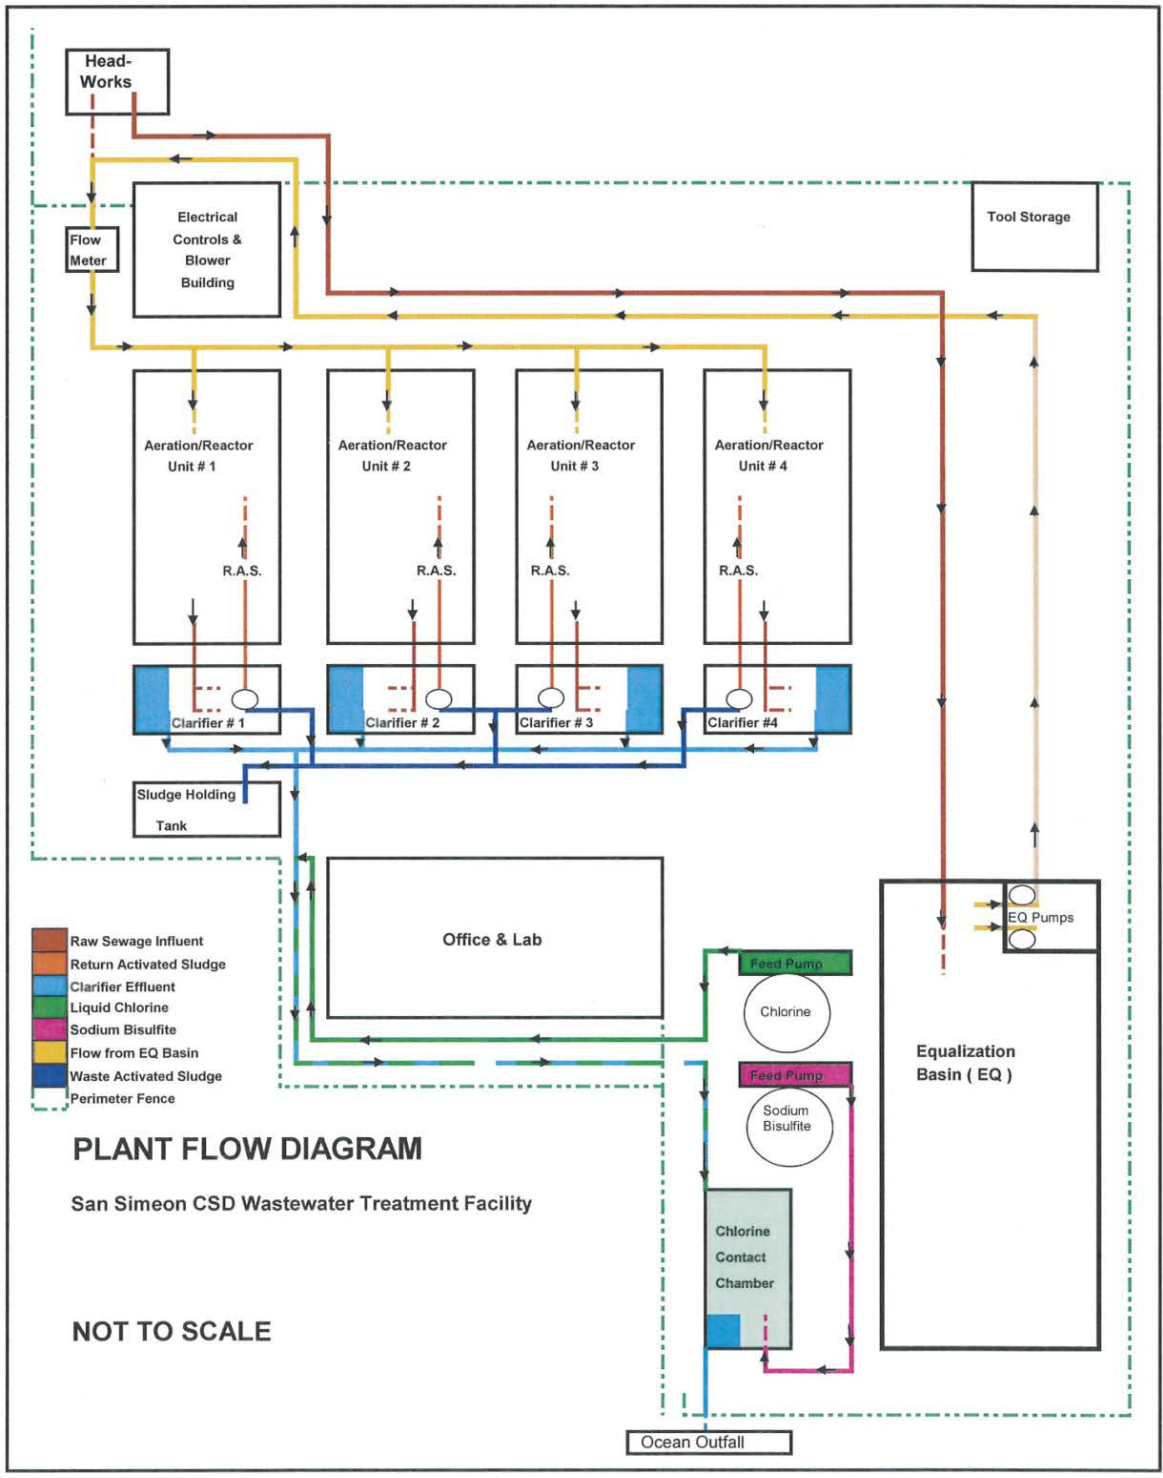 Head-
Works
Electrical
Controls &
Blower
Building
Tool Storage
Flow
Meter
Aeration/Reactor
Unit # 1
Aeration/Reactor
Unit # 2
Aeration/Reactor
Unit # 3
Aeration/Reactor
Unit # 4
R.A.S.
R.A.S.
R.A.S.
R.A.S.
Clarifier # 1
Clarifier # 2
Clarifier # 3
Clarifier #4
Sludge Holding
Tank
Office & Lab
EQ Pumps
Feed Pump
Chlorine
Equalization
Basin ( EQ )
Feed Pump
Sodium
Bisulfite
Chlorine
Contact
Chamber
Ocean Outfall
Raw Sewage Influent
Return Activated Sludge
Clarifier Effluent
Liquid Chlorine
Sodium Bisulfite
Flow from EQ Basin
Waste Activated Sludge
Perimeter Fence
PLANT FLOW DIAGRAM
San Simeon CSD Wastewater Treatment Facility
NOT TO SCALE